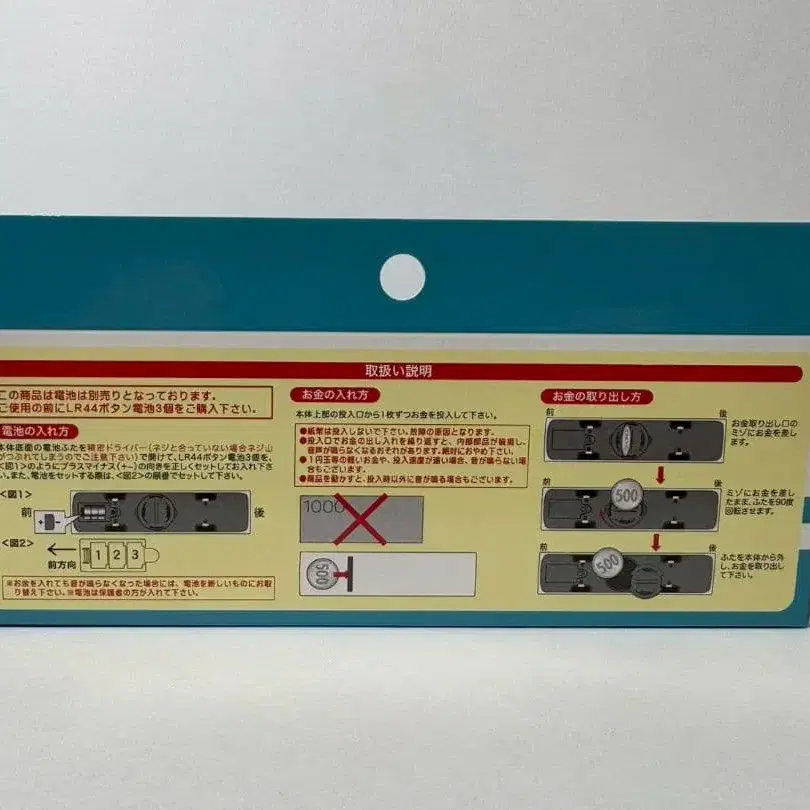 取扱い説明
この商品は電池は別売りとなっております。
ご使用の前にLR44ボタン電池3個をご購入下さい。
電池の入れ方
本体底面の電池ふたを精密ドライバー(ネジと合っていない場合ネジ山
がつぶれてしまうのでご注意下さい)で開けて、LR44ボタン電池3個を、
<図1>のようにプラスマイナス(+-)の向きを正しくセットしてお入れ下さ
い。また、電池をセットする際は、<図2>の順番でセットして下さい。
<図1>
前
後
<図2>
前方向
1 2 3
※お金を入れても音が鳴らなくなった場合には、電池を新しいものにお取
り替え下さい。※電池は保護者の方が入れて下さい。
お金の入れ方
本体上部の投入口から1枚ずつお金を投入して下さい。
●紙幣は投入しないで下さい。故障の原因となります。
●投入口でお金の出し入れを繰り返すと、内部部品が破損し、
音声が鳴らなくなるおそれがあります。絶対におやめ下さい。
●1円玉等の軽いお金や、投入速度が速い場合、音が鳴らない場
合もございます。
●商品を動かすと、投入時以外に音が鳴る場合もございます。
1000
500
お金の取り出し方
前
後
お金取り出し口の
ミゾにお金を差し
ます。
前
後
500
ミゾにお金を差し
たまま、ふたを90度
回転させます。
前
後
500
ふたを本体から外
し、お金を取り出し
て下さい。